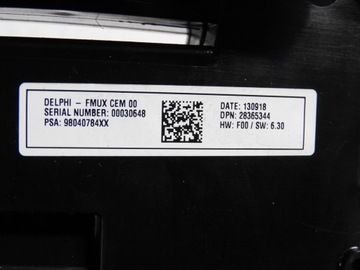 DELPHI - FMUX CEM 00
SERIAL NUMBER: 00030648
PSA: 98040784XX
DATE: 130918
DPN: 28365344
HW: F00 / SW: 6.30